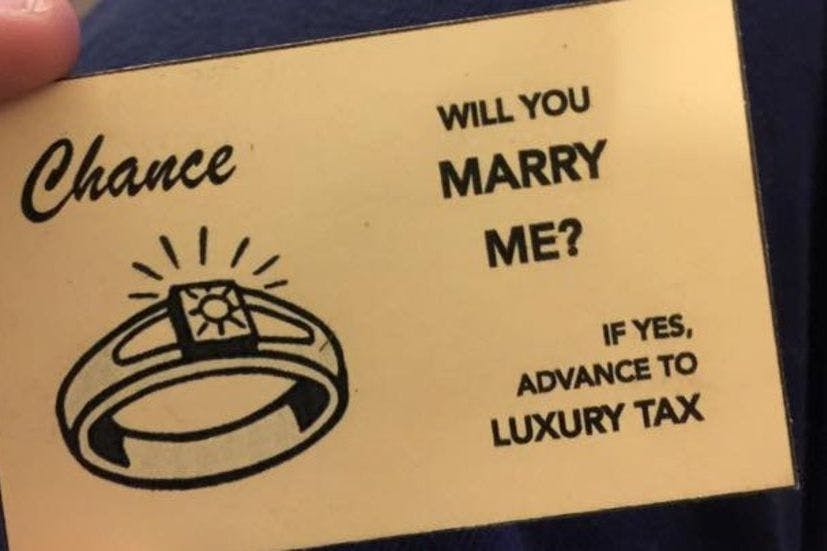 Chance
WILL YOU
MARRY
ME?
IF YES,
ADVANCE TO
LUXURY TAX